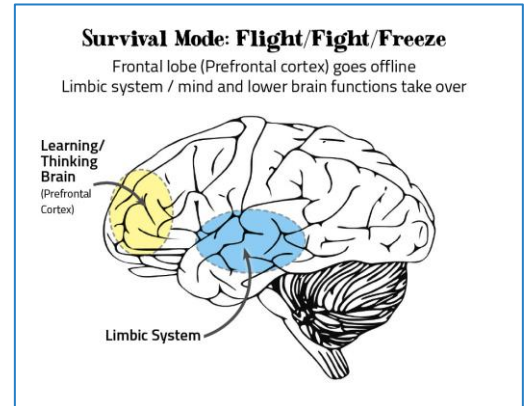 Survival Mode: Flight/Fight/Freeze
Frontal lobe (Prefrontal cortex) goes offline
Limbic system / mind and lower brain functions take over
Learning/
Thinking
Brain
(Prefrontal
Cortex)
Limbic System